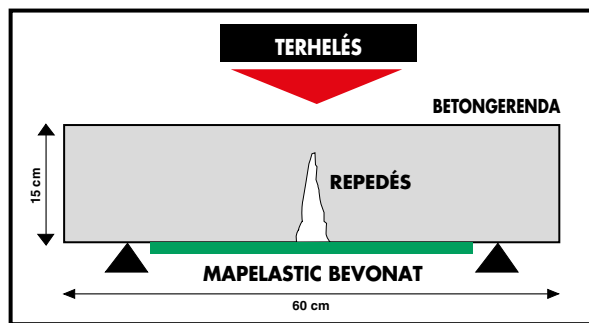 TERHELÉS
BETONGERENDA
15 cm
REPEDÉS
MAPELASTIC BEVONAT
60 cm